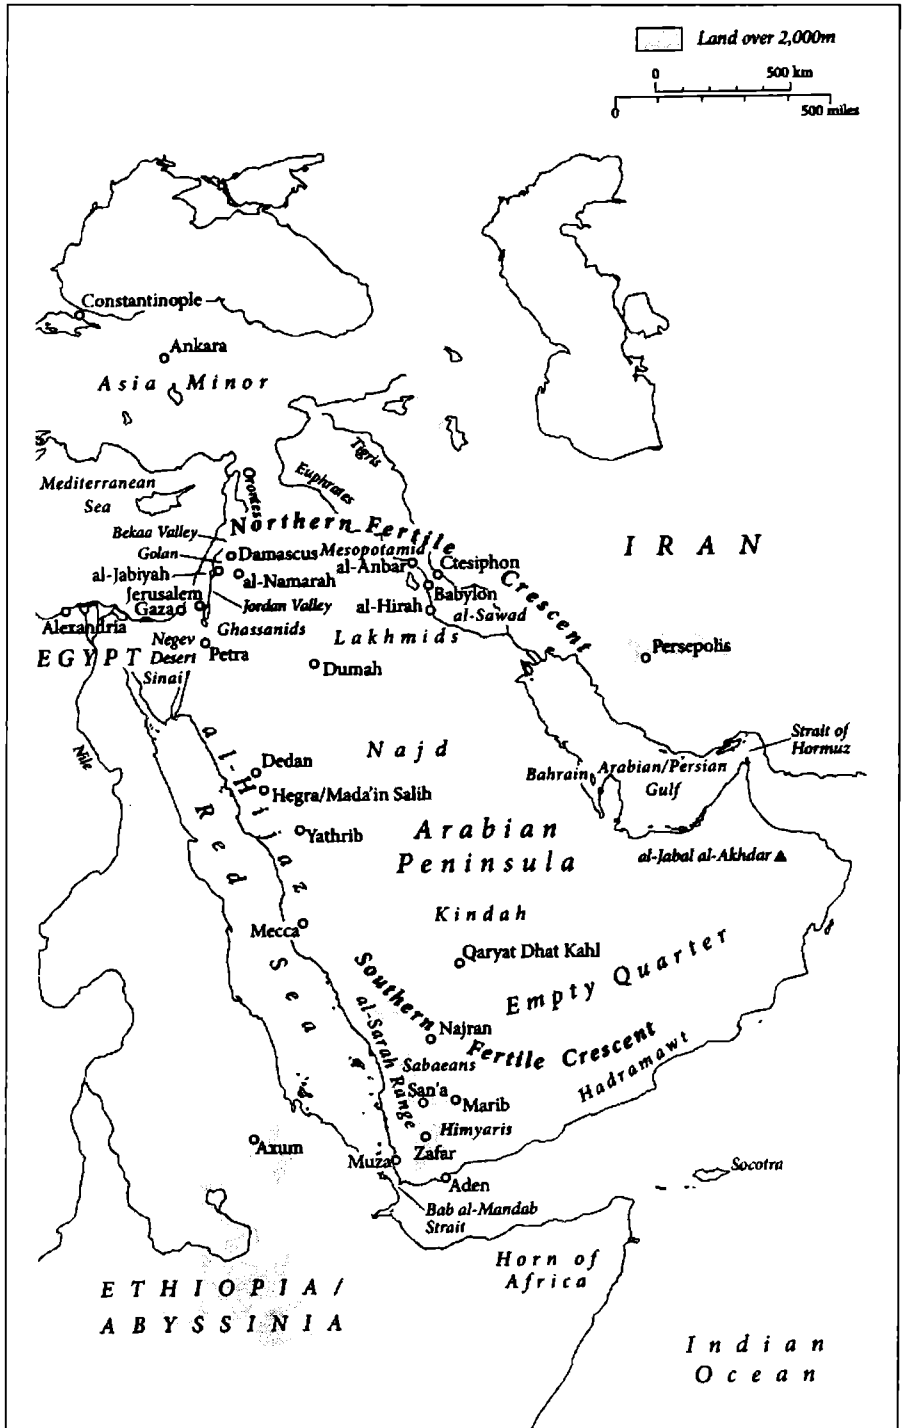 Land over 2,000m
0 500 km
0 500 miles
Constantinople
Ankara
Asia Minor
Tigris
Euphrates
Orontes
Mediterranean
Sea
Northern Fertile Crescent
Bekaa Valley
Golan
Damascus
Mesopotamia
al-Anbar
Ctesiphon
al-Jabiyah
al-Namarah
Babylon
Jerusalem
Jordan Valley
al-Hirah
al-Sawad
Gaza
Alexandria
Ghassanids
Lakhmids
IRAN
EGYPT
Negev
Desert
Sinai
Petra
Dumah
Persepolis
Nile
al-Hijaz
Najd
Strait of
Hormuz
Dedan
Hegra/Mada'in Salih
Bahrain
Arabian/Persian
Gulf
Red Sea
Yathrib
Arabian
Peninsula
al-Jabal al-Akhdar
Kindah
Mecca
Qaryat Dhat Kahl
Empty Quarter
Southern Fertile Crescent
al-Sarah Range
Najran
Sabaeans
Hadramawt
San'a
Marib
Himyaris
Axum
Muza
Zafar
Aden
Socotra
Bab al-Mandab
Strait
Horn of
Africa
ETHIOPIA/
ABYSSINIA
Indian
Ocean